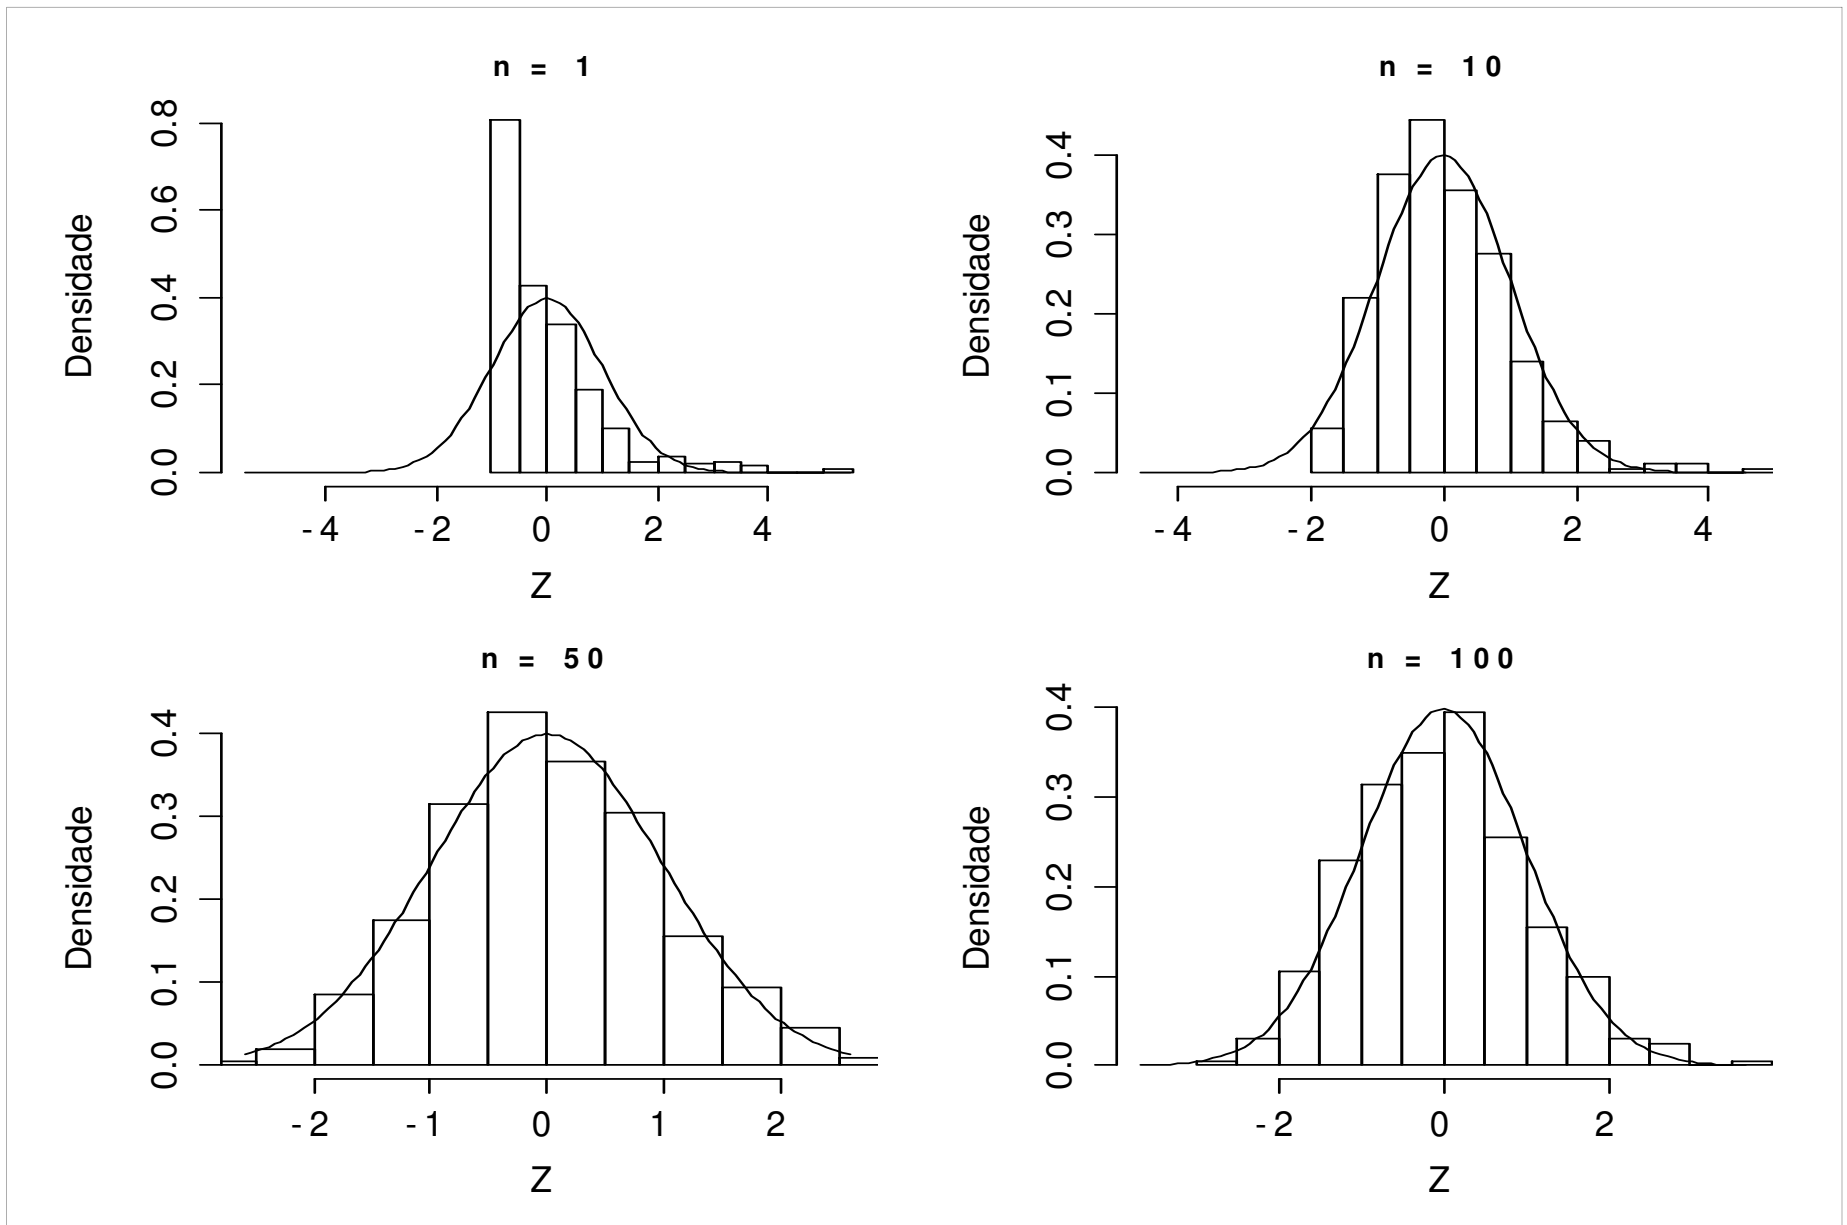 n = 1
Densidade
0.0 0.2 0.4 0.6 0.8
-4 -2 0 2 4
Z
n = 10
Densidade
0.0 0.1 0.2 0.3 0.4
-4 -2 0 2 4
Z
n = 50
Densidade
0.0 0.1 0.2 0.3 0.4
-2 -1 0 1 2
Z
n = 100
Densidade
0.0 0.1 0.2 0.3 0.4
-2 0 2
Z